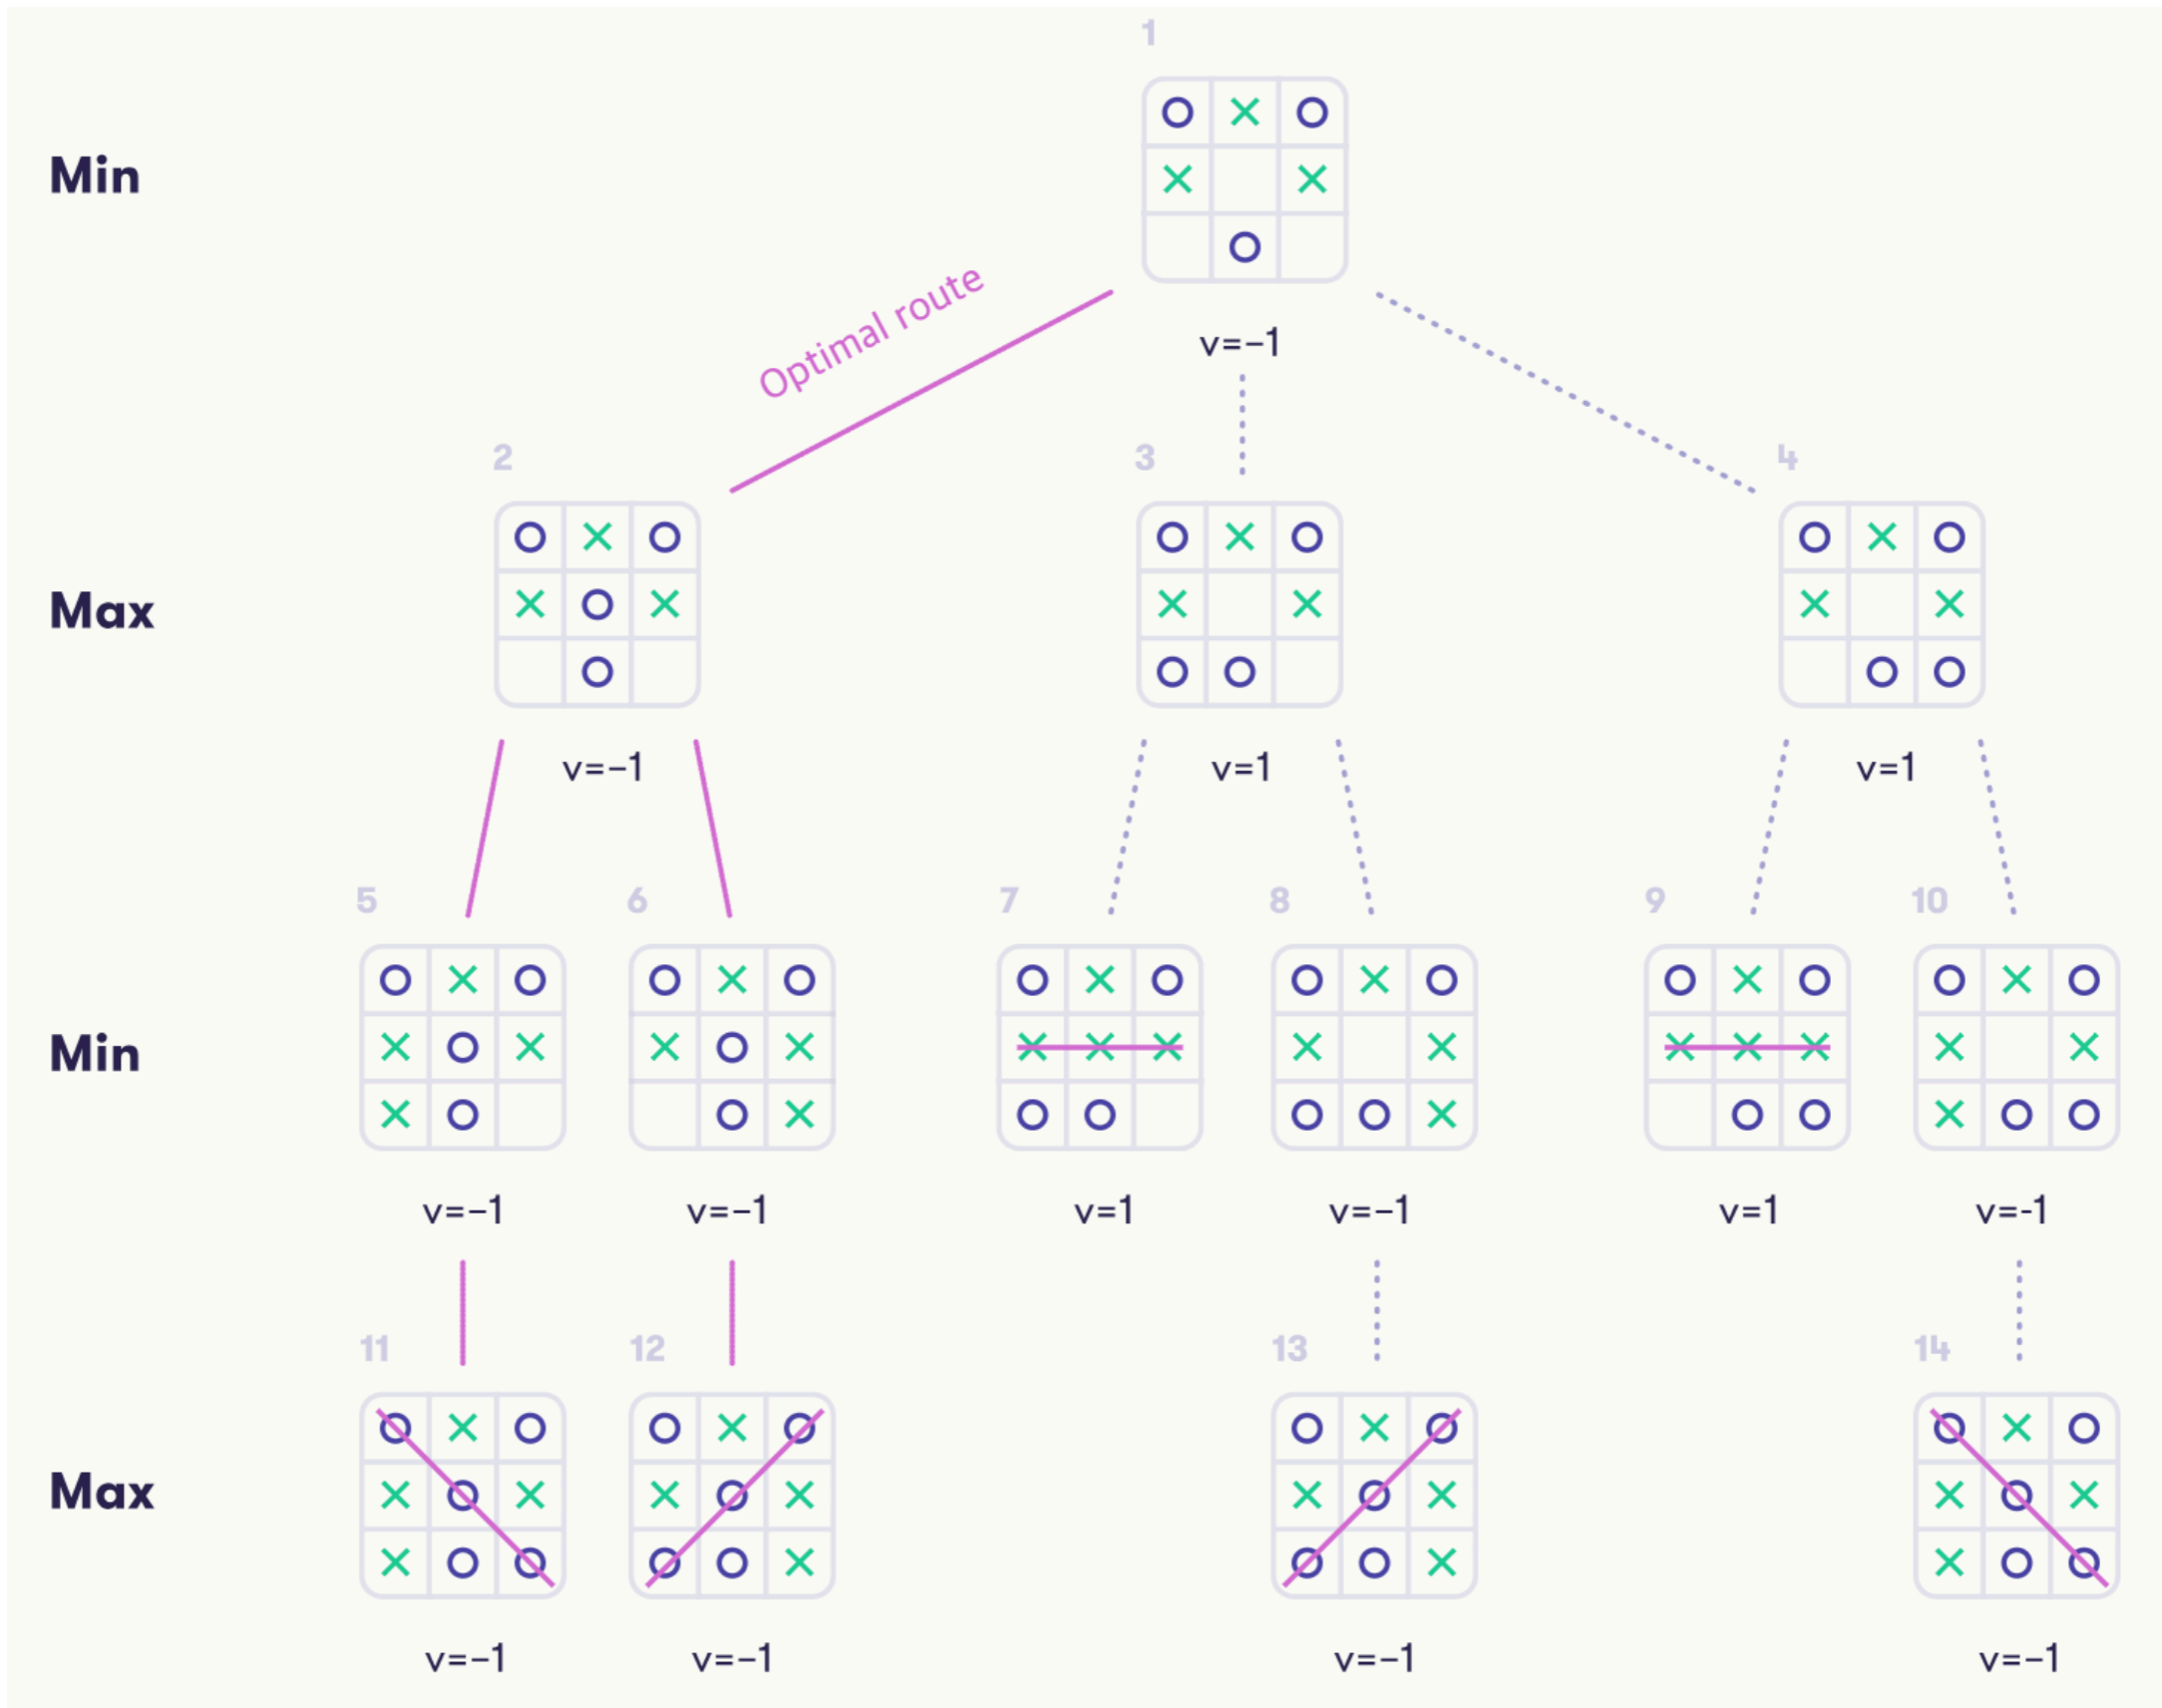 1
Min
Optimal route
v=-1
2 3 4
Max
v=-1 v=1 v=1
5 6 7 8 9 10
Min
v=-1 v=-1 v=1 v=-1 v=1 v=-1
11 12 13 14
Max
v=-1 v=-1 v=-1 v=-1